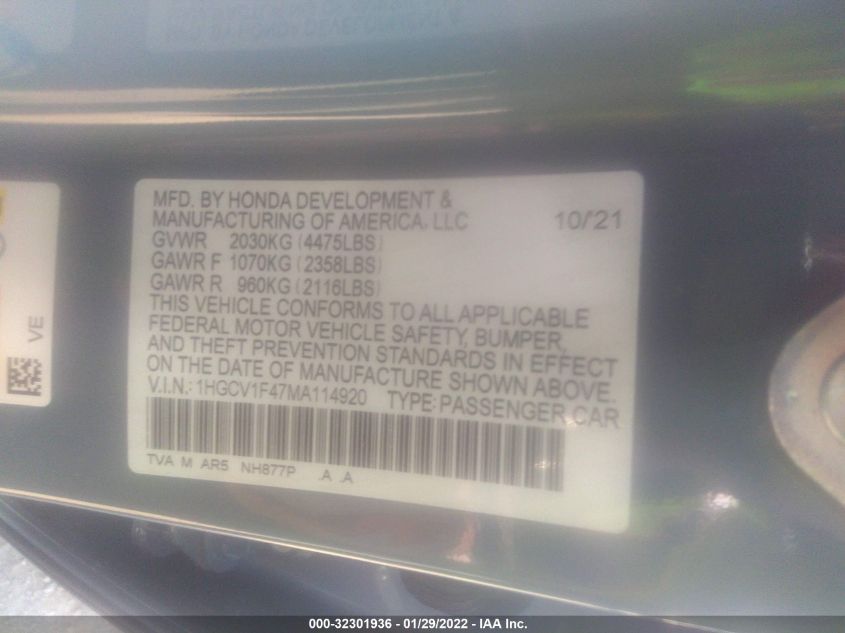 MFD. BY HONDA DEVELOPMENT &
MANUFACTURING OF AMERICA, LLC 10/21
GVWR 2030KG (4475LBS)
GAWR F 1070KG (2358LBS)
GAWR R 960KG (2116LBS)
THIS VEHICLE CONFORMS TO ALL APPLICABLE
FEDERAL MOTOR VEHICLE SAFETY, BUMPER,
AND THEFT PREVENTION STANDARDS IN EFFECT
ON THE DATE OF MANUFACTURE SHOWN ABOVE.
V.I.N.: 1HGCV1F47MA114920 TYPE:PASSENGER CAR
TVA M AR5 NH877P .A .A
VE
000-32301936 - 01/29/2022 - IAA Inc.